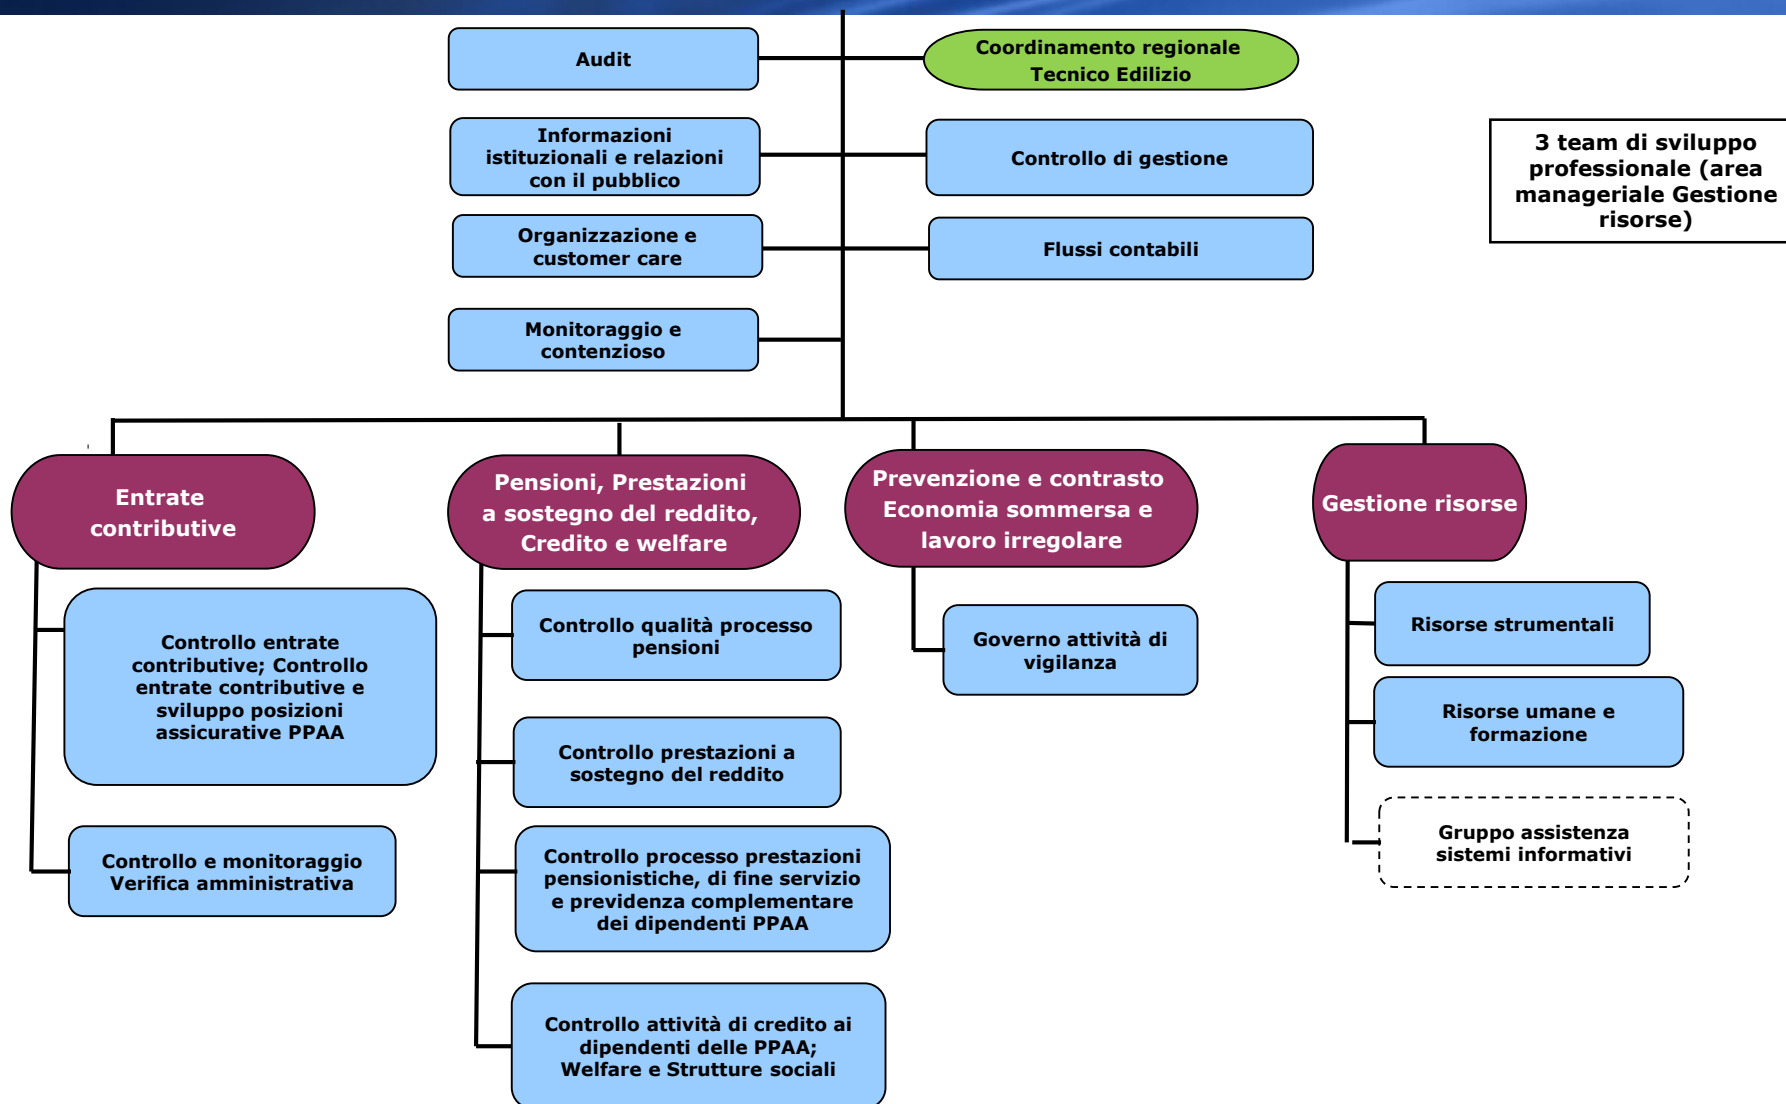 Audit
Coordinamento regionale
Tecnico Edilizio
Informazioni
istituzionali e relazioni
con il pubblico
Controllo di gestione
3 team di sviluppo
professionale (area
manageriale Gestione
risorse)
Organizzazione e
customer care
Flussi contabili
Monitoraggio e
contenzioso
Entrate
contributive
Pensioni, Prestazioni
a sostegno del reddito,
Credito e welfare
Prevenzione e contrasto
Economia sommersa e
lavoro irregolare
Gestione risorse
Controllo entrate
contributive; Controllo
entrate contributive e
sviluppo posizioni
assicurative PPAA
Controllo e monitoraggio
Verifica amministrativa
Controllo qualità processo
pensioni
Controllo prestazioni a
sostegno del reddito
Controllo processo prestazioni
pensionistiche, di fine servizio
e previdenza complementare
dei dipendenti PPAA
Controllo attività di credito ai
dipendenti delle PPAA;
Welfare e Strutture sociali
Governo attività di
vigilanza
Risorse strumentali
Risorse umane e
formazione
Gruppo assistenza
sistemi informativi